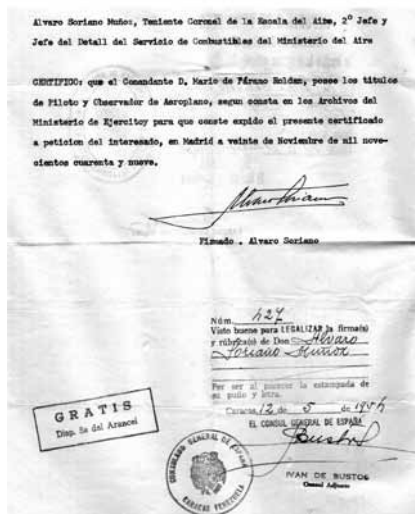 Alvaro Soriano Muñoz, Teniente Coronel de la Escala del Aire, 2º Jefe y
Jefe del Detall del Servicio de Combustibles del Ministerio del Aire
CERTIFICO: que el Comandante D. Mario de Páramo Roldan, posee los titulos
de Piloto y Observador de Aeroplano, segun consta en los Archivos del
Ministerio de Ejercitoy para que conste expido el presente certificado
a peticion del interesado, en Madrid a veinte de Noviembre de mil nove-
cientos cuarenta y nueve.
Firmado . Alvaro Soriano
Núm. 427
Visto bueno para LEGALIZAR la firma(s)
y rúbrica(s) de Don Alvaro
Soriano Muñoz
Por ser al parecer la estampada de
su puño y letra.
Caracas, 12 de 5 de
EL CONSUL GENERAL DE ESPAÑA
IVAN DE BUSTOS
Consul Adjunto
GRATIS
Disp. 5a del Arancel
CONSULADO GENERAL DE ESPAÑA
CARACAS VENEZUELA